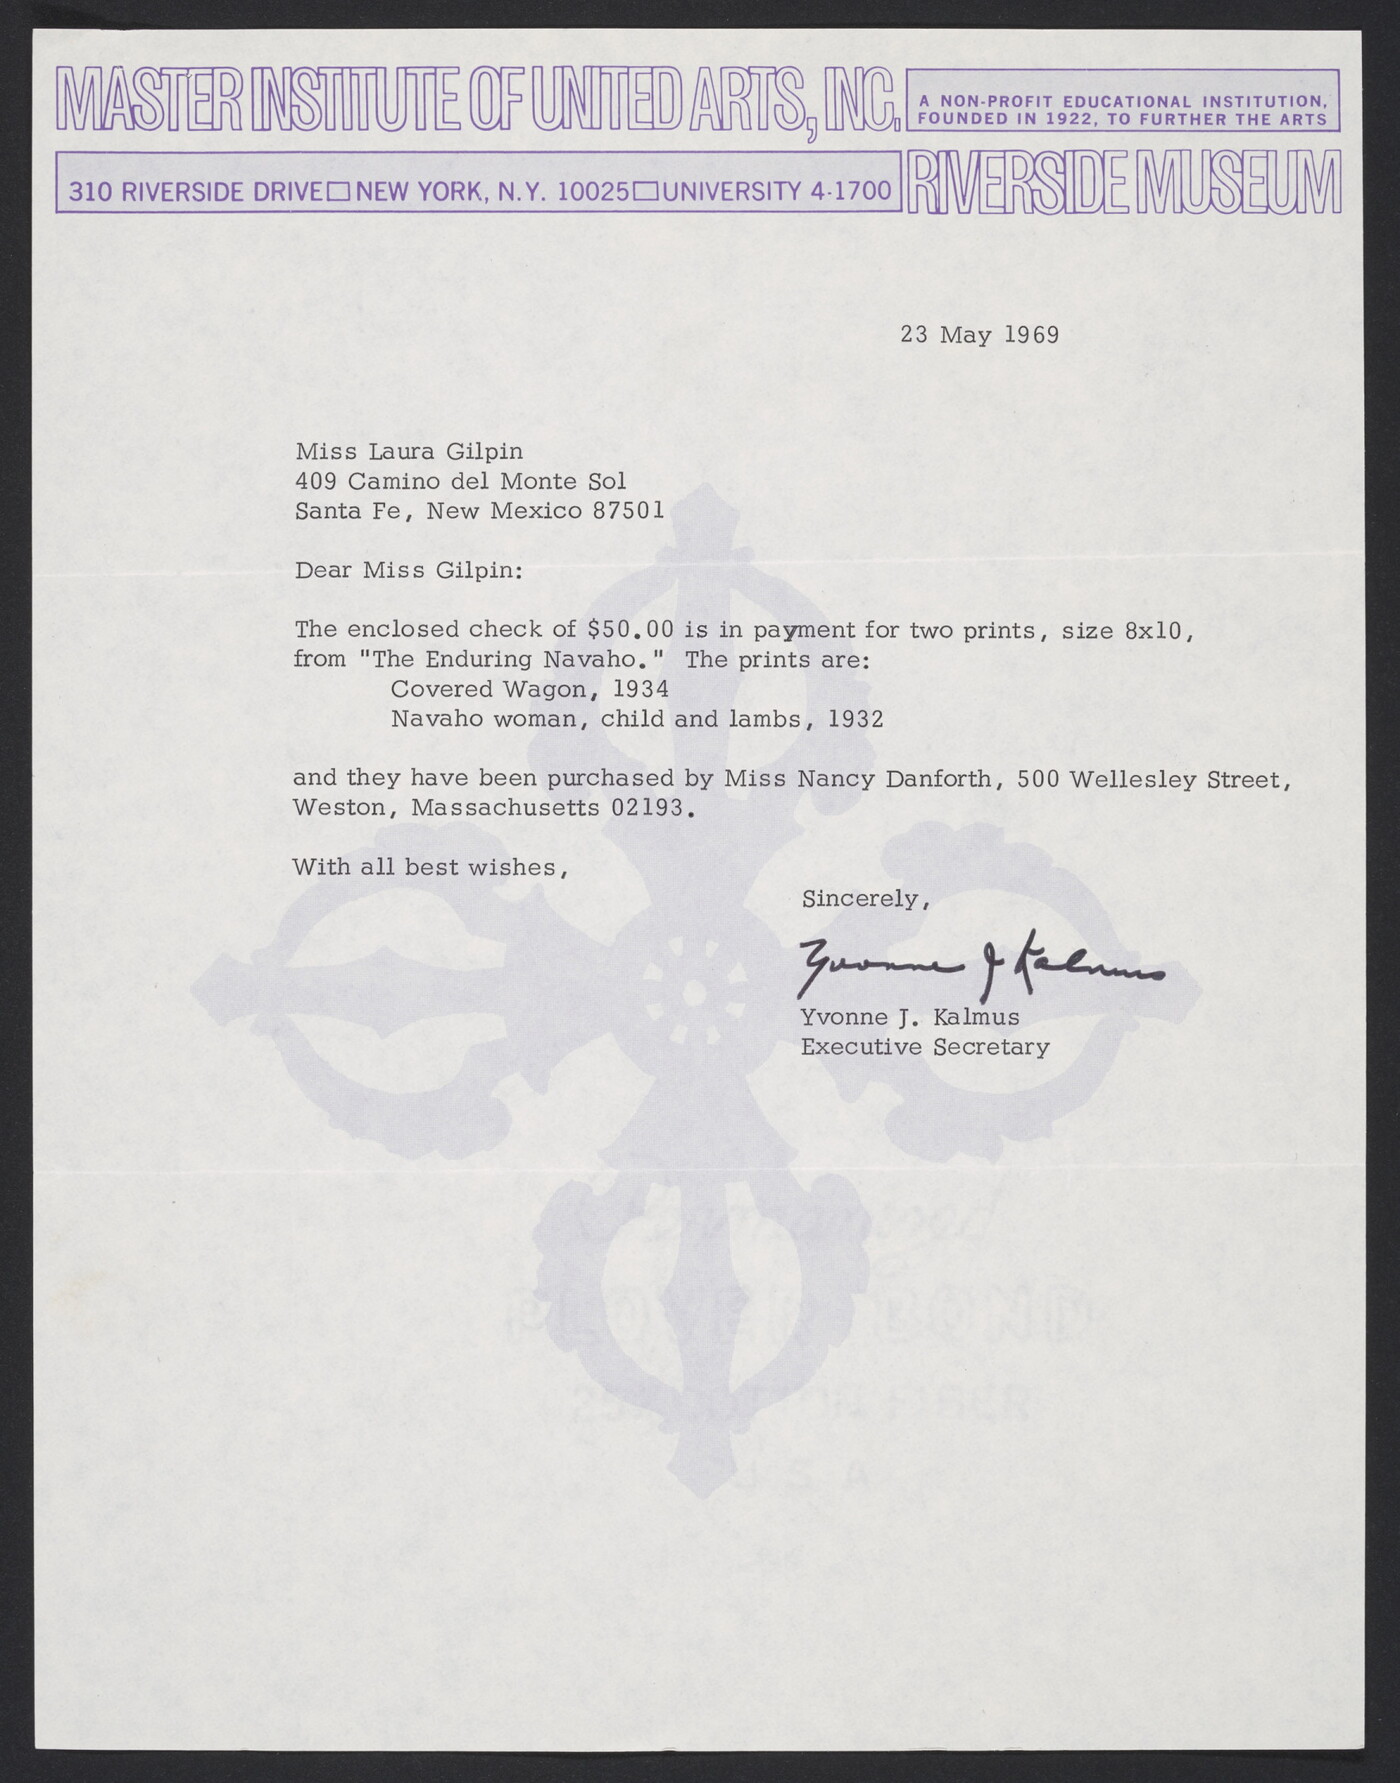 MASTER INSTITUTE OF UNITED ARTS, INC.
A NON-PROFIT EDUCATIONAL INSTITUTION,
FOUNDED IN 1922, TO FURTHER THE ARTS
310 RIVERSIDE DRIVE□NEW YORK, N.Y. 10025□UNIVERSITY 4-1700
RIVERSIDE MUSEUM
23 May 1969
Miss Laura Gilpin
409 Camino del Monte Sol
Santa Fe, New Mexico 87501
Dear Miss Gilpin:
The enclosed check of $50.00 is in payment for two prints, size 8x10,
from "The Enduring Navaho." The prints are:
Covered Wagon, 1934
Navaho woman, child and lambs, 1932
and they have been purchased by Miss Nancy Danforth, 500 Wellesley Street,
Weston, Massachusetts 02193.
With all best wishes,
Sincerely,
Yvonne J Kalmus
Yvonne J. Kalmus
Executive Secretary